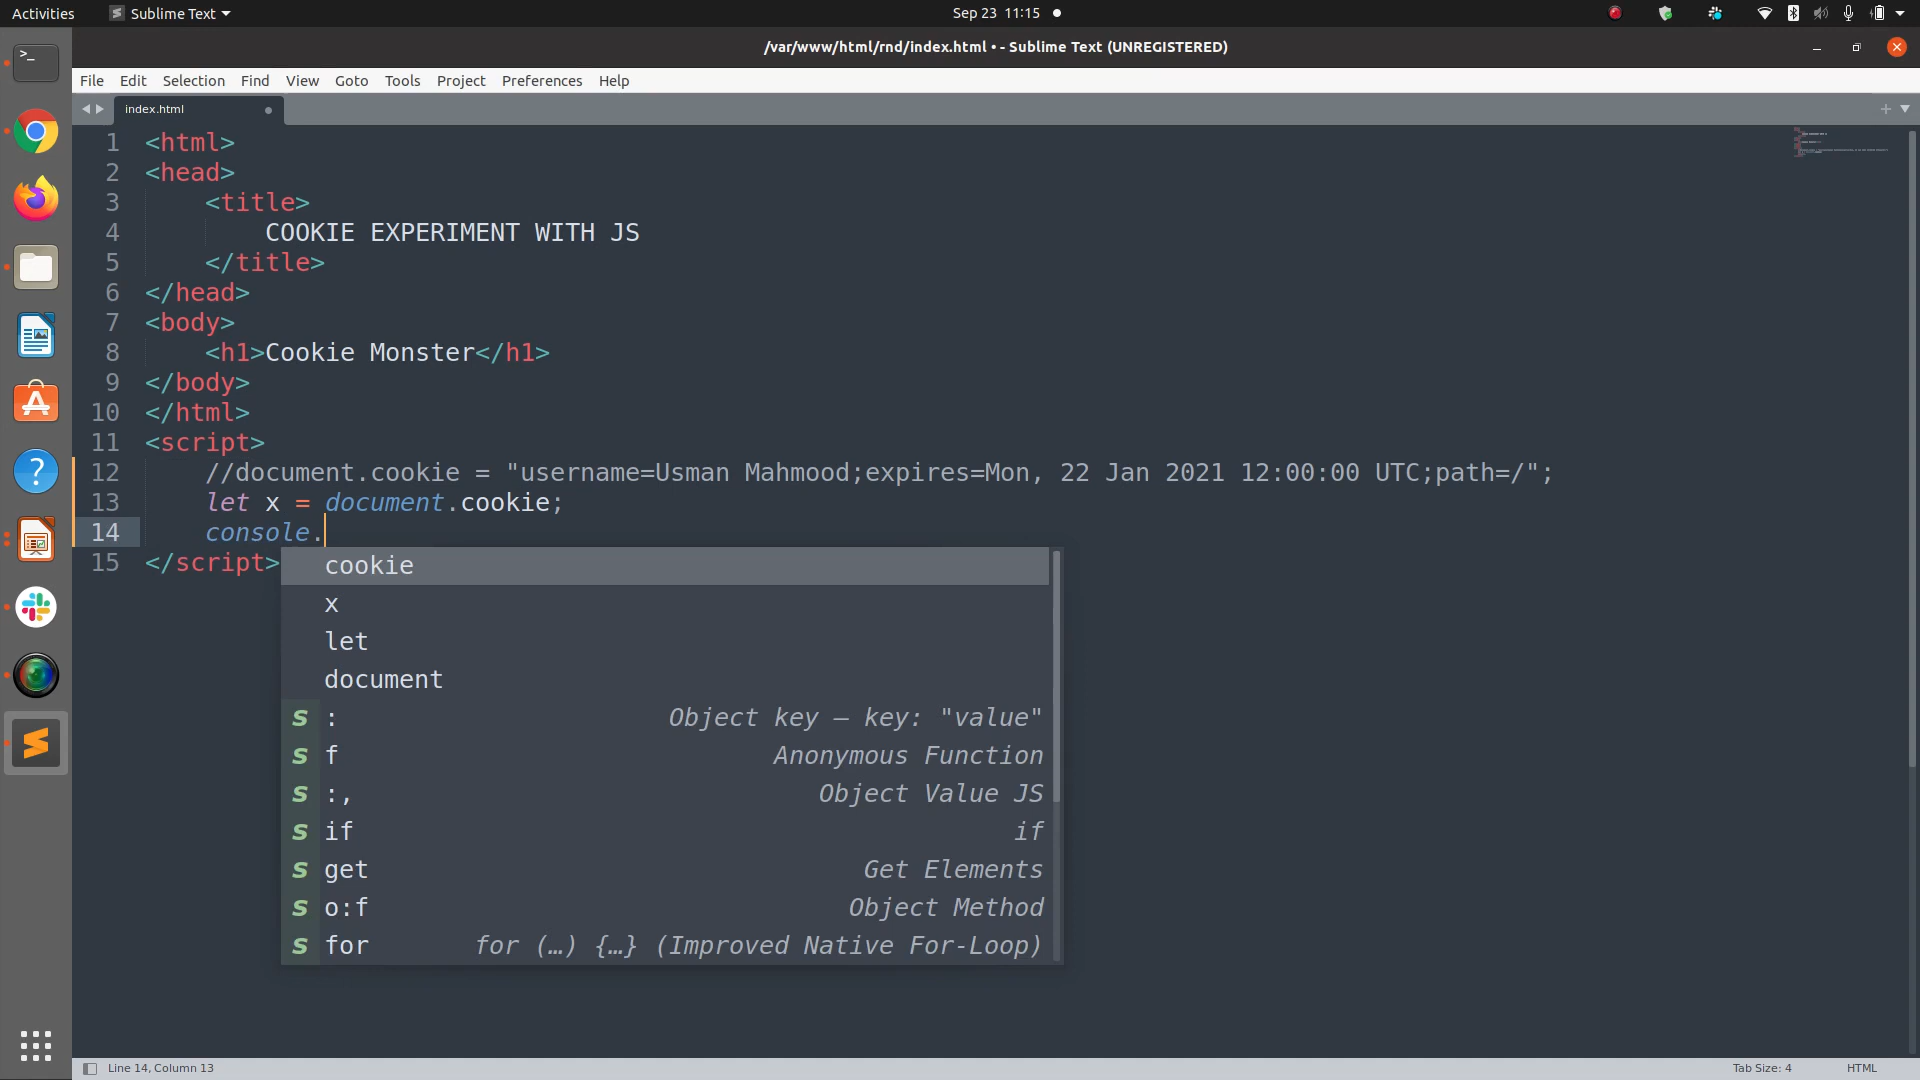 Activities
Sublime Text
Sep 23 11:15
/var/www/html/rnd/index.html • - Sublime Text (UNREGISTERED)
File Edit Selection Find View Goto Tools Project Preferences Help
index.html
1 <html>
2 <head>
3 <title>
4 COOKIE EXPERIMENT WITH JS
5 </title>
6 </head>
7 <body>
8 <h1>Cookie Monster</h1>
9 </body>
10 </html>
11 <script>
12 //document.cookie = "username=Usman Mahmood;expires=Mon, 22 Jan 2021 12:00:00 UTC;path=/";
13 let x = document.cookie;
14 console.
15 </script>
cookie
x
let
document
s : Object key — key: "value"
s f Anonymous Function
s :, Object Value JS
s if if
s get Get Elements
s o:f Object Method
s for for (…) {…} (Improved Native For-Loop)
Line 14, Column 13
Tab Size: 4
HTML